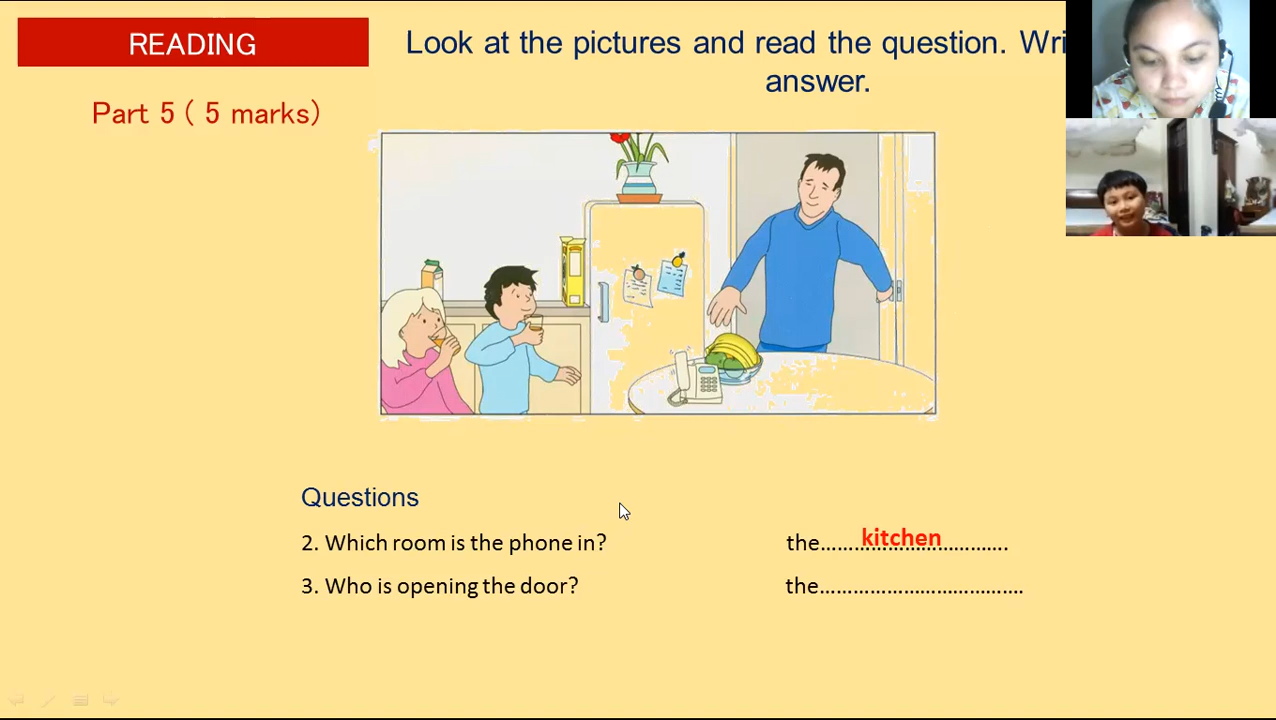 READING
Part 5 ( 5 marks)
Look at the pictures and read the question. Wri
answer.
Questions
2. Which room is the phone in? the……kitchen……………….
3. Who is opening the door? the……………………………….